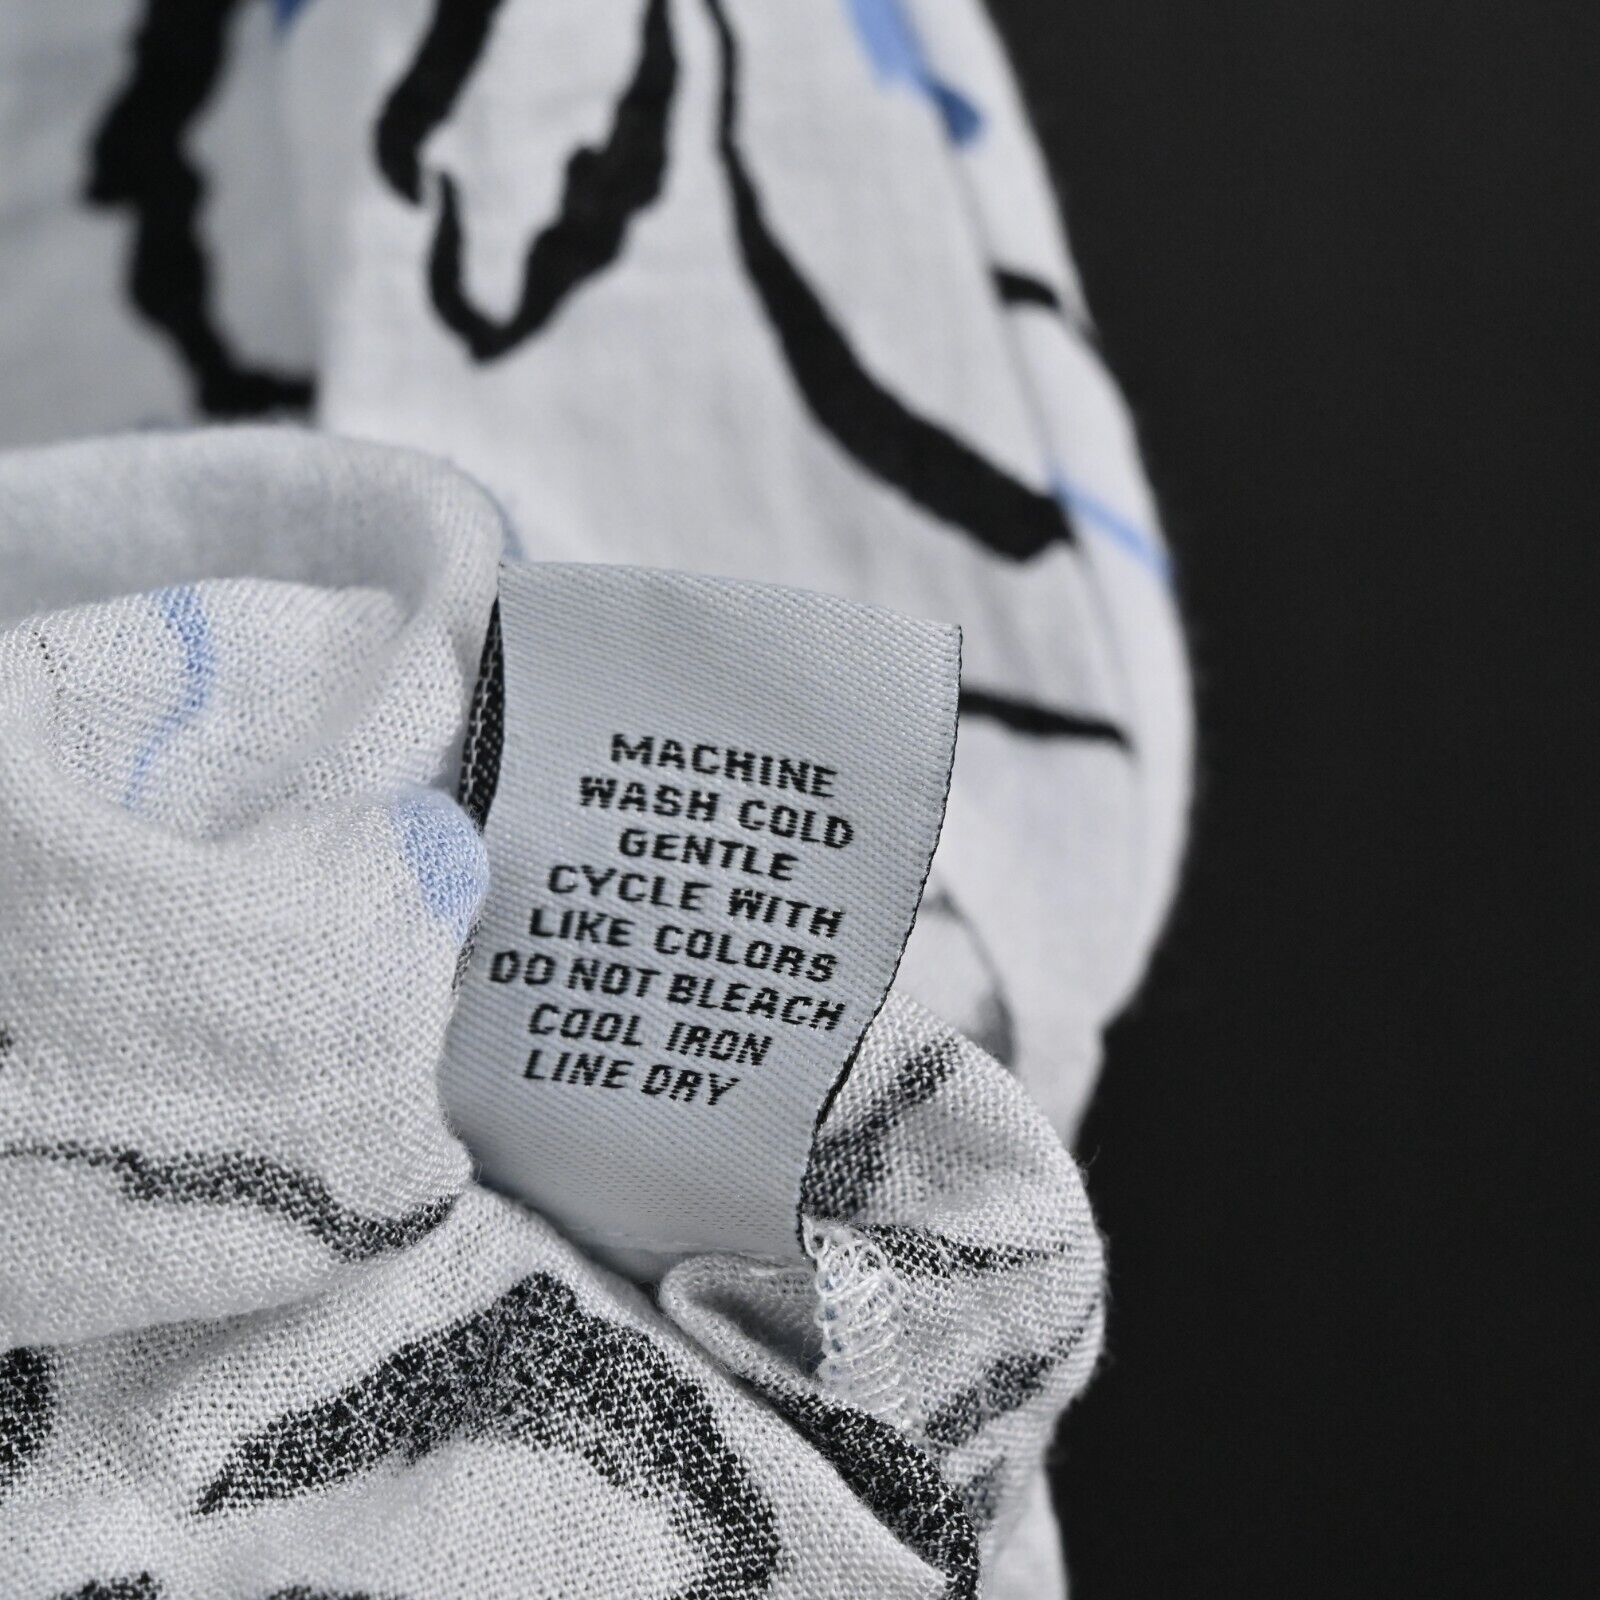 MACHINE
WASH COLD
GENTLE
CYCLE WITH
LIKE COLORS
DO NOT BLEACH
COOL IRON
LINE DRY